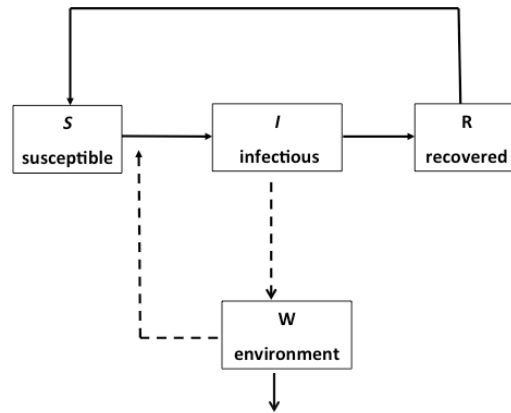 S
susceptible
I
infectious
R
recovered
W
environment